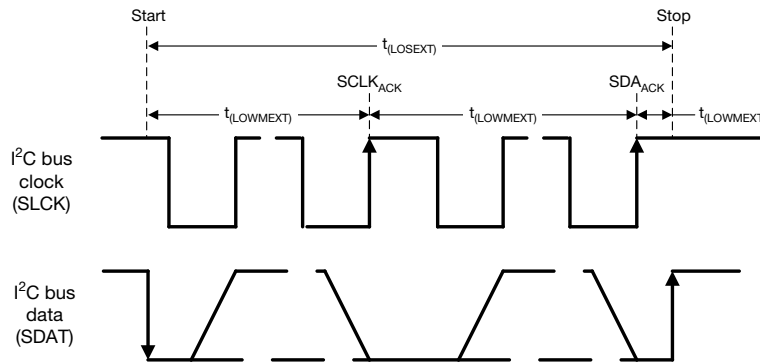 Start
Stop
t(LOSEXT)
SCLKACK
SDAACK
t(LOWMEXT)
t(LOWMEXT)
t(LOWMEXT
I2C bus
clock
(SLCK)
I2C bus
data
(SDAT)